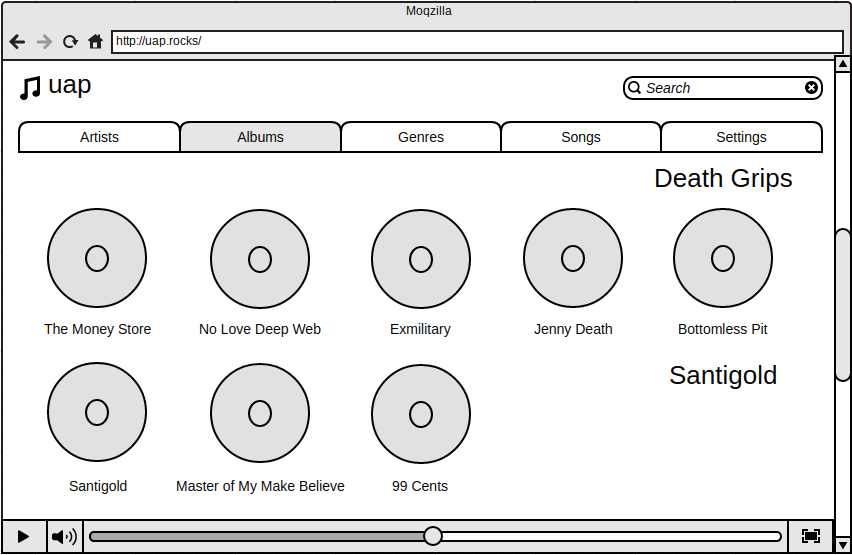 Moqzilla
http://uap.rocks/
uap
Search
Artists Albums Genres Songs Settings
Death Grips
The Money Store No Love Deep Web Exmilitary Jenny Death Bottomless Pit
Santigold
Santigold Master of My Make Believe 99 Cents